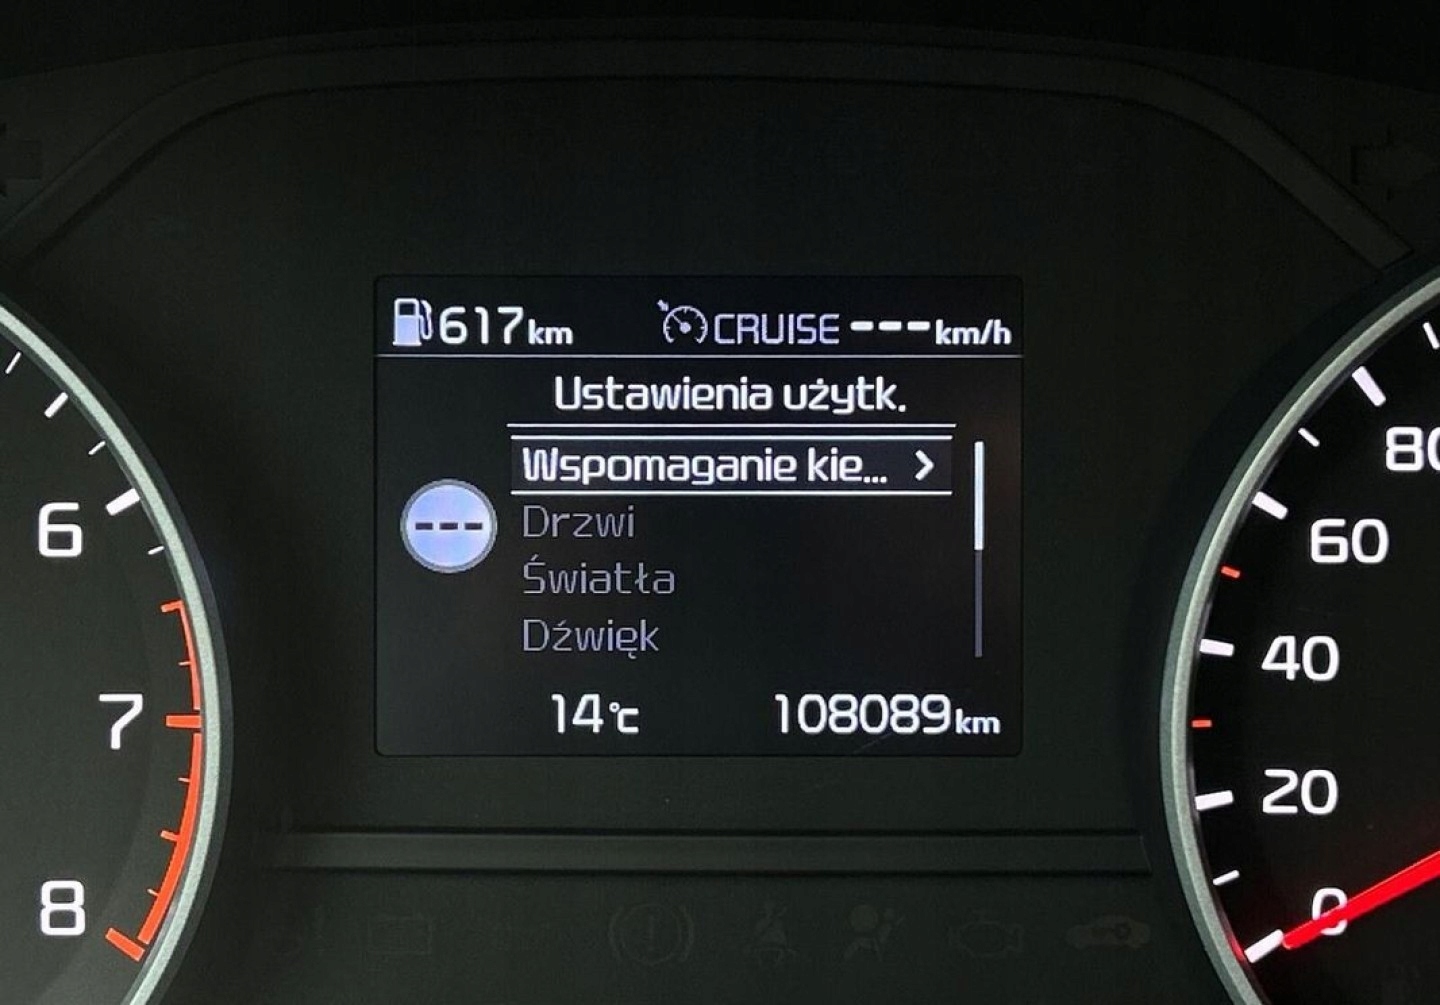 617km CRUISE ---km/h
Ustawienia użytk.
Wspomaganie kie... >
---
Drzwi
Światła
Dźwięk
14°C 108089km
6
7
8
80
60
40
20
0